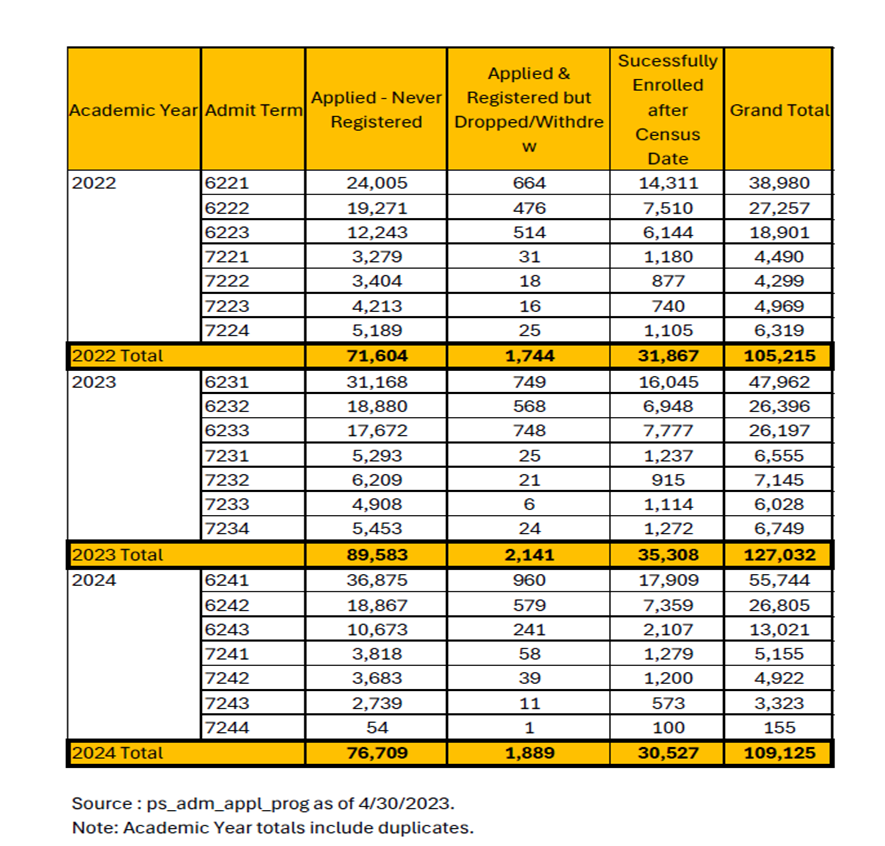 Academic Year Admit Term Applied - Never Registered Applied & Registered but Dropped/Withdrew Sucessfully Enrolled after Census Date Grand Total
2022 6221 24,005 664 14,311 38,980
6222 19,271 476 7,510 27,257
6223 12,243 514 6,144 18,901
7221 3,279 31 1,180 4,490
7222 3,404 18 877 4,299
7223 4,213 16 740 4,969
7224 5,189 25 1,105 6,319
2022 Total 71,604 1,744 31,867 105,215
2023 6231 31,168 749 16,045 47,962
6232 18,880 568 6,948 26,396
6233 17,672 748 7,777 26,197
7231 5,293 25 1,237 6,555
7232 6,209 21 915 7,145
7233 4,908 6 1,114 6,028
7234 5,453 24 1,272 6,749
2023 Total 89,583 2,141 35,308 127,032
2024 6241 36,875 960 17,909 55,744
6242 18,867 579 7,359 26,805
6243 10,673 241 2,107 13,021
7241 3,818 58 1,279 5,155
7242 3,683 39 1,200 4,922
7243 2,739 11 573 3,323
7244 54 1 100 155
2024 Total 76,709 1,889 30,527 109,125
Source : ps_adm_appl_prog as of 4/30/2023.
Note: Academic Year totals include duplicates.